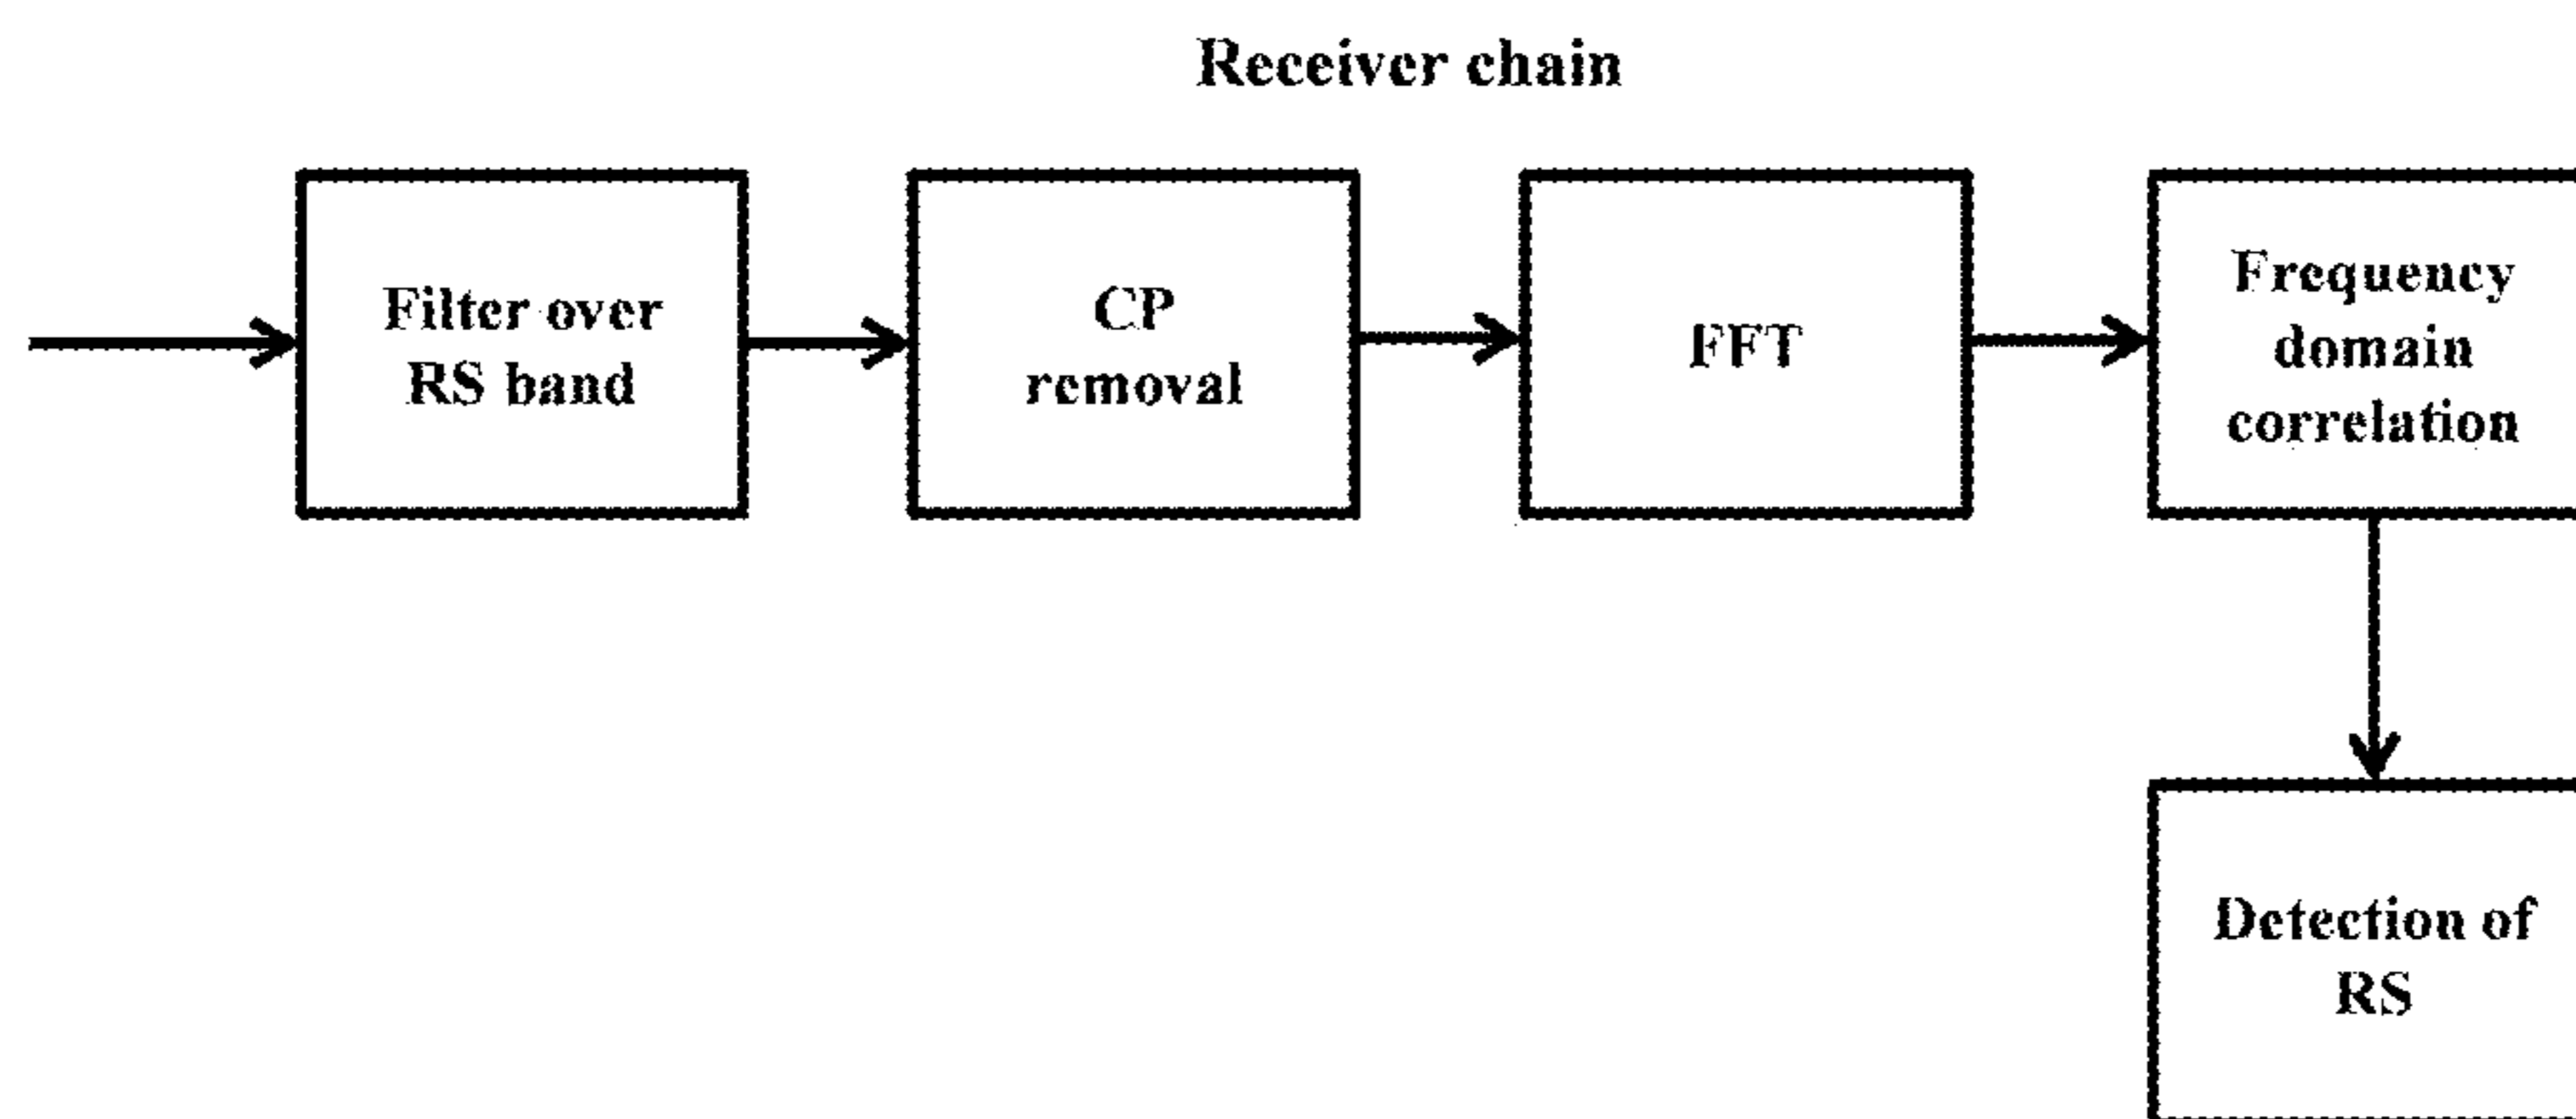 Receiver chain
Filter over
RS band
CP
removal
FFT
Frequency
domain
correlation
Detection of
RS